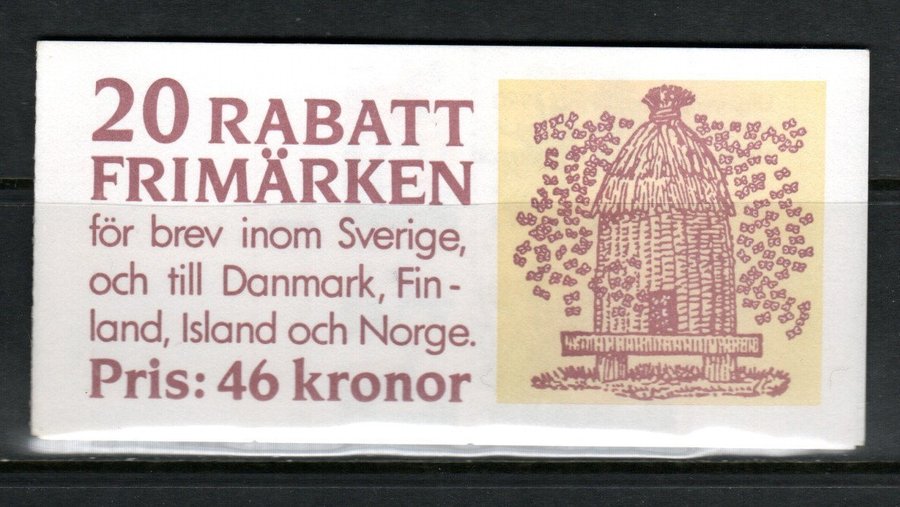 20 RABATT
FRIMÄRKEN
för brev inom Sverige,
och till Danmark, Fin-
land, Island och Norge.
Pris: 46 kronor